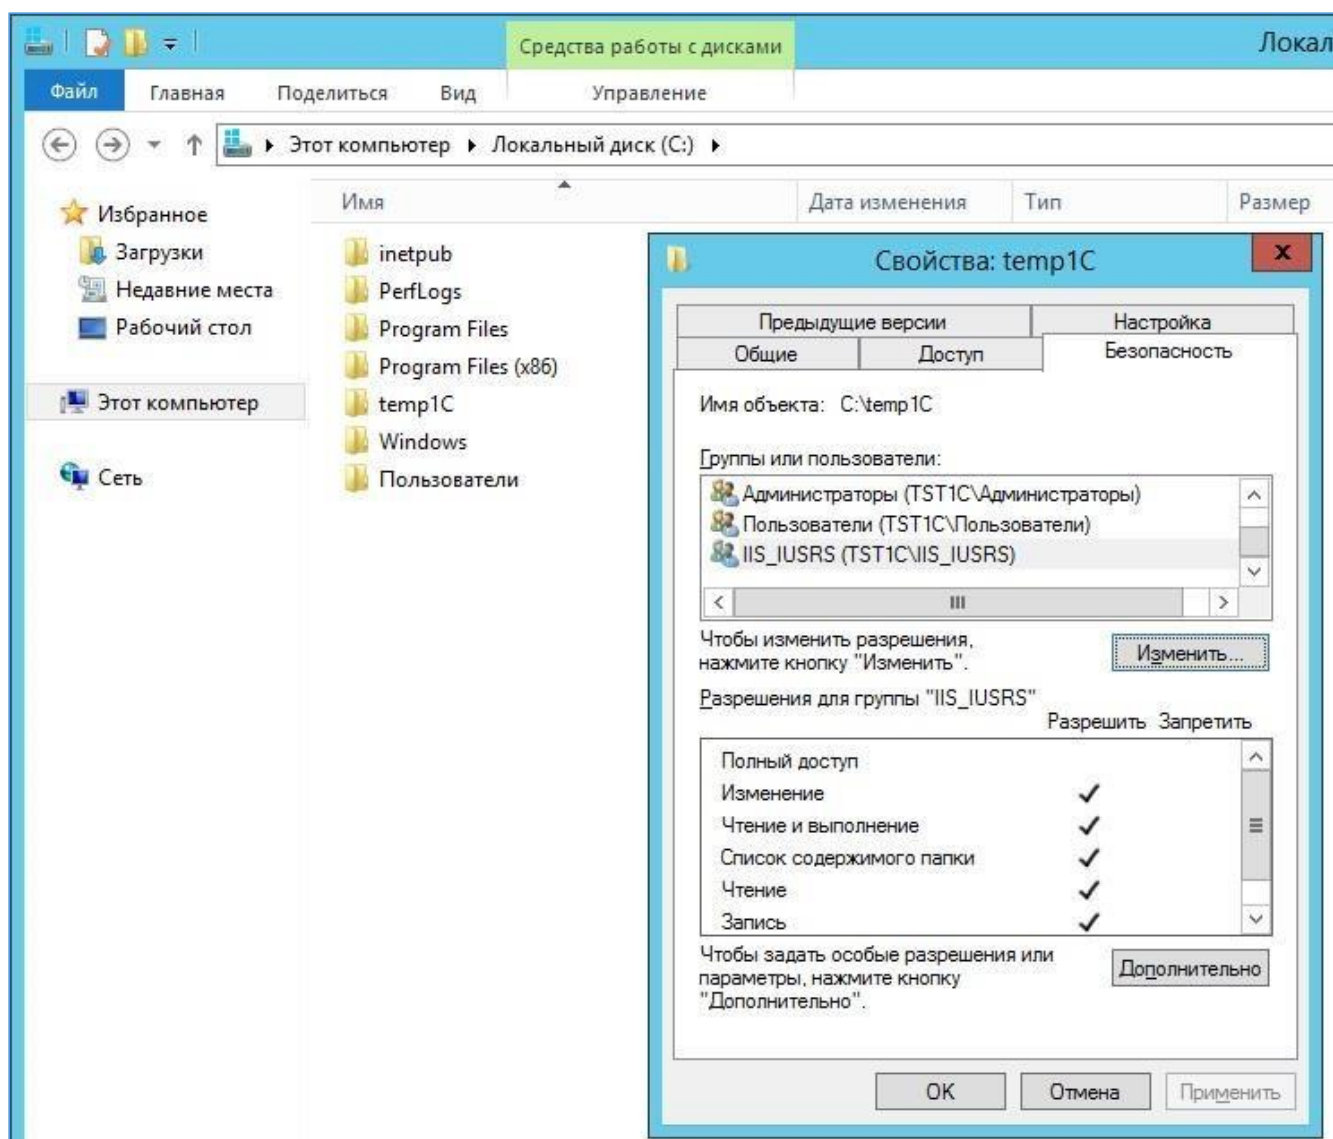 Средства работы с дисками
Локал
Файл Главная Поделиться Вид Управление
Этот компьютер Локальный диск (C:)
Имя Дата изменения Тип Размер
Избранное
Загрузки
Недавние места
Рабочий стол
Этот компьютер
Сеть
inetpub
PerfLogs
Program Files
Program Files (x86)
temp1C
Windows
Пользователи
Свойства: temp1C
x
Предыдущие версии Настройка
Общие Доступ Безопасность
Имя объекта: C:\temp1C
Группы или пользователи:
Администраторы (TST1C\Администраторы)
Пользователи (TST1C\Пользователи)
IIS_IUSRS (TST1C\IIS_IUSRS)
Чтобы изменить разрешения,
нажмите кнопку "Изменить".
Изменить...
Разрешения для группы "IIS_IUSRS"
Разрешить Запретить
Полный доступ
Изменение
Чтение и выполнение
Список содержимого папки
Чтение
Запись
Чтобы задать особые разрешения или
параметры, нажмите кнопку
"Дополнительно".
Дополнительно
OK Отмена Применить